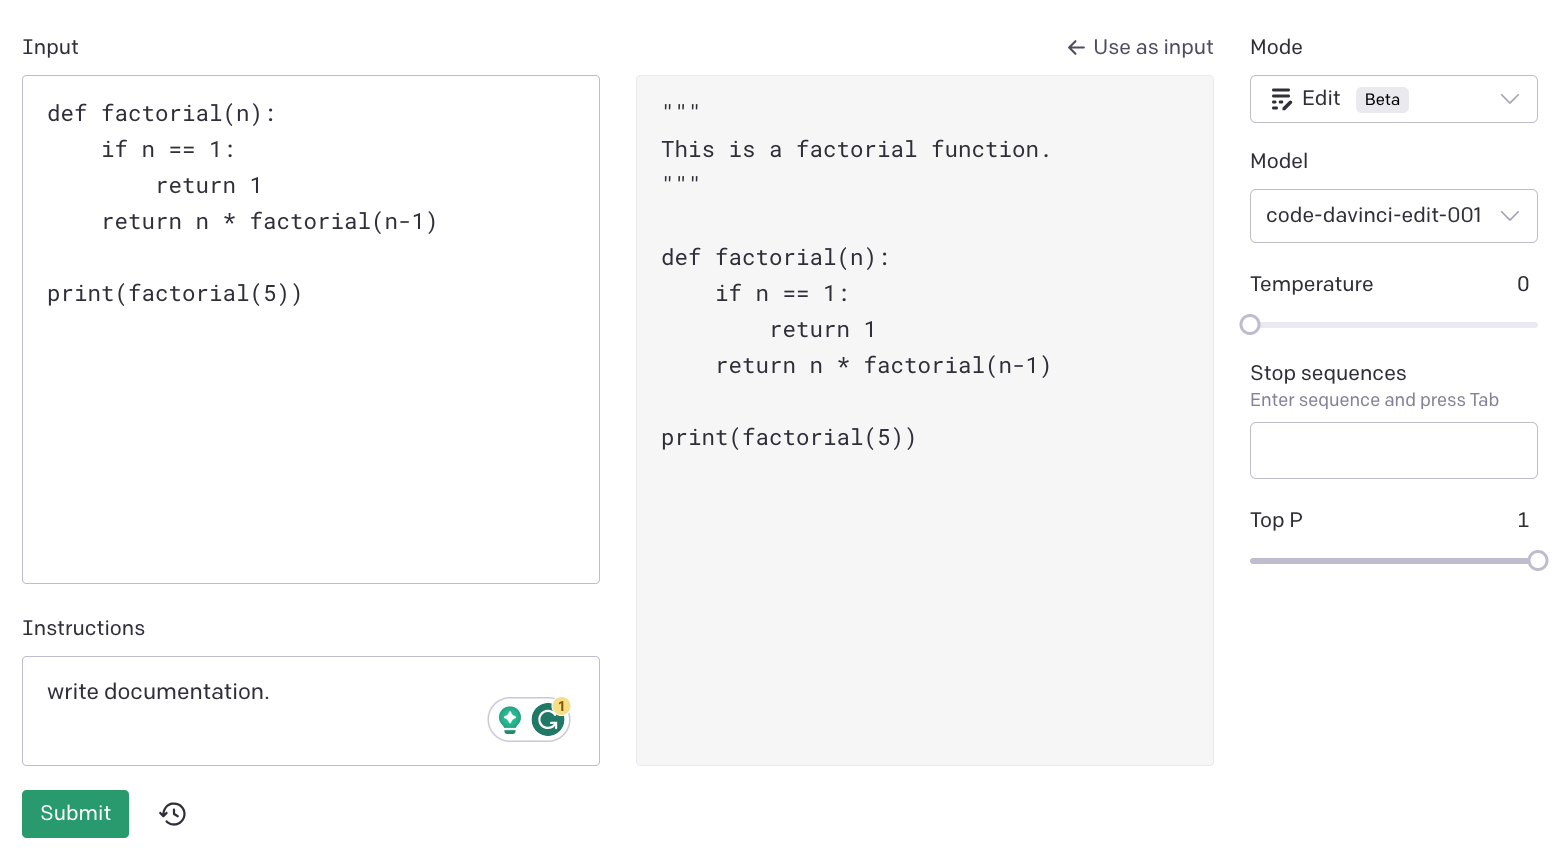 Input
def factorial(n):
    if n == 1:
        return 1
    return n * factorial(n-1)
print(factorial(5))
Instructions
write documentation.
1
Submit
← Use as input
"""
This is a factorial function.
"""
def factorial(n):
    if n == 1:
        return 1
    return n * factorial(n-1)
print(factorial(5))
Mode
Edit Beta
Model
code-davinci-edit-001
Temperature 0
Stop sequences
Enter sequence and press Tab
Top P 1